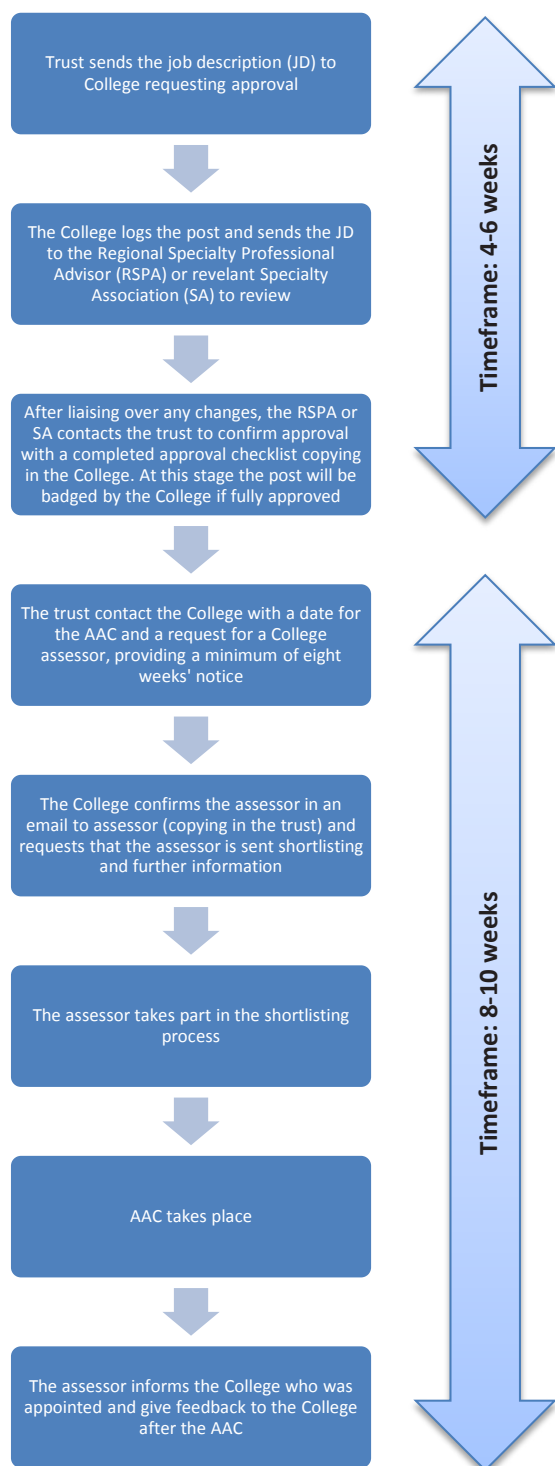 Trust sends the job description (JD) to
College requesting approval
The College logs the post and sends the JD
to the Regional Specialty Professional
Advisor (RSPA) or revelant Specialty
Association (SA) to review
After liaising over any changes, the RSPA or
SA contacts the trust to confirm approval
with a completed approval checklist copying
in the College. At this stage the post will be
badged by the College if fully approved
Timeframe: 4-6 weeks
The trust contact the College with a date for
the AAC and a request for a College
assessor, providing a minimum of eight
weeks' notice
The College confirms the assessor in an
email to assessor (copying in the trust) and
requests that the assessor is sent shortlisting
and further information
The assessor takes part in the shortlisting
process
AAC takes place
The assessor informs the College who was
appointed and give feedback to the College
after the AAC
Timeframe: 8-10 weeks